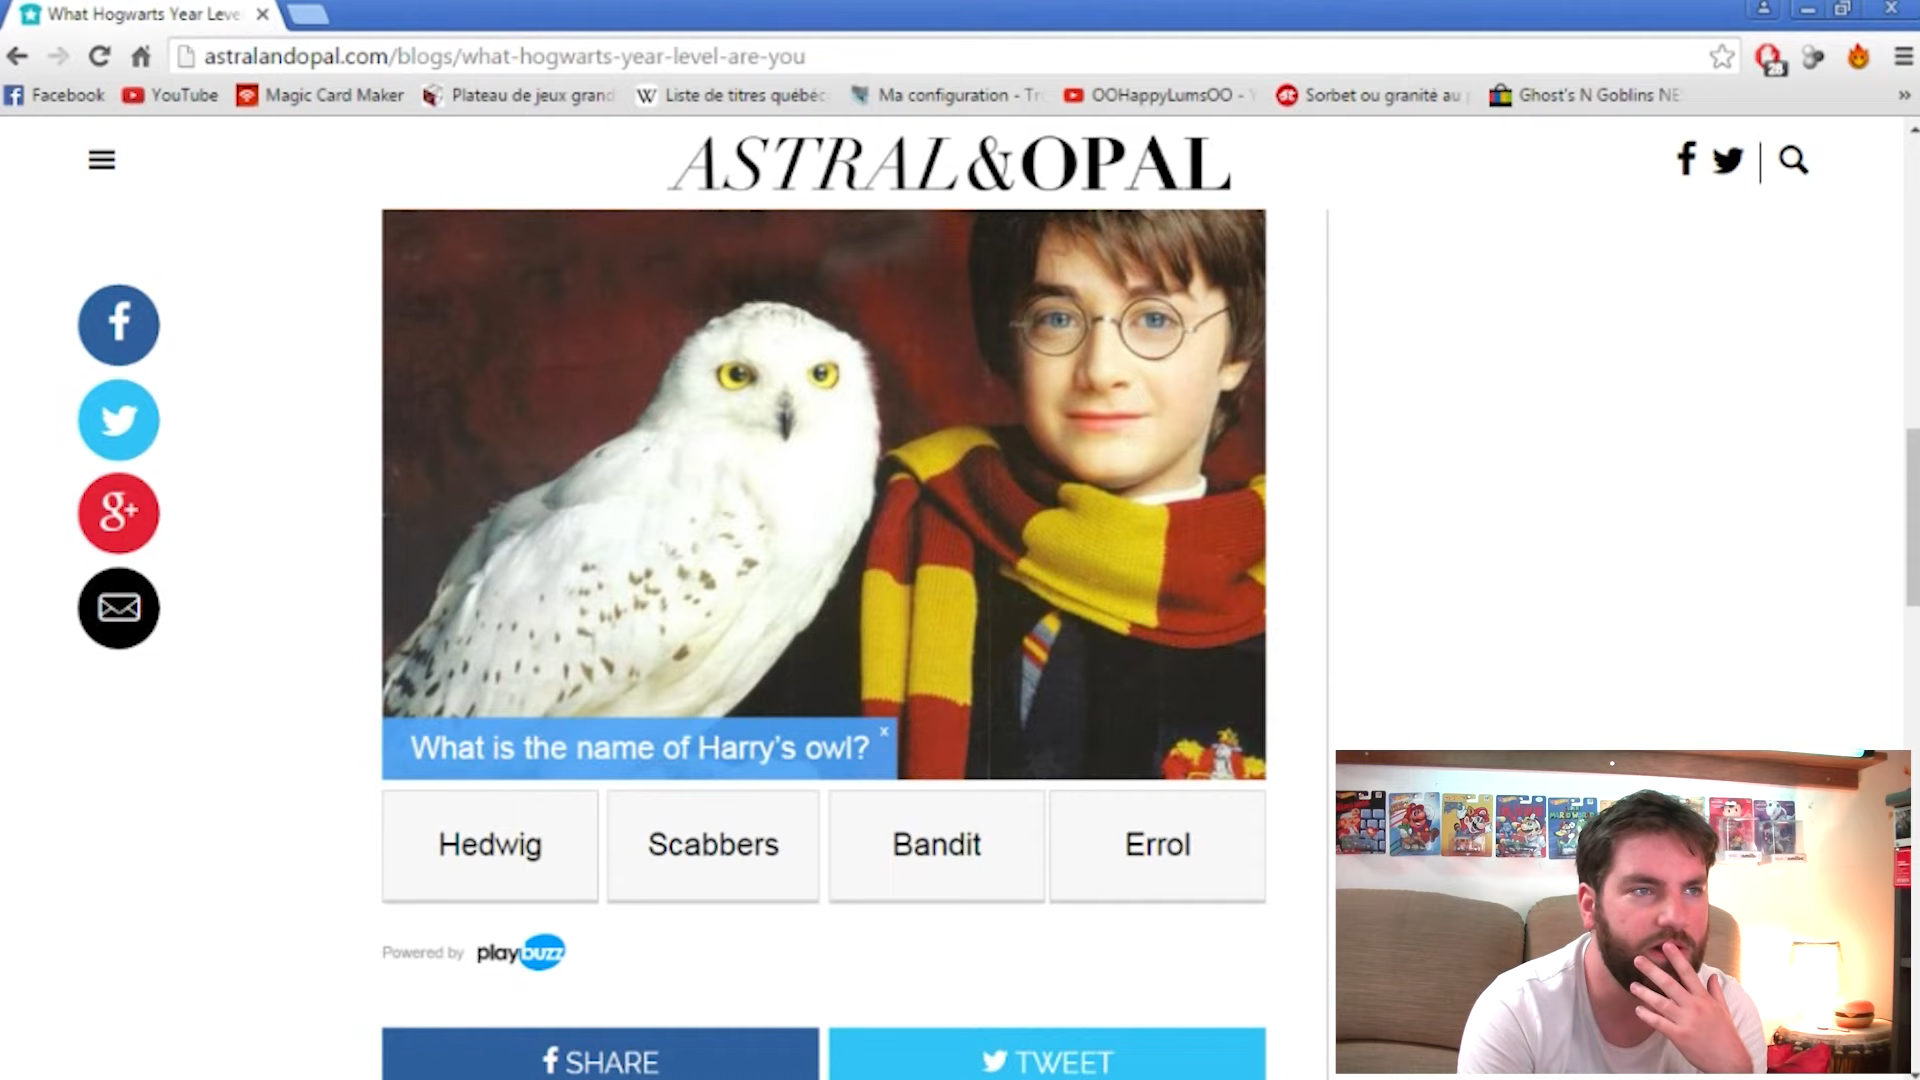 What Hogwarts Year Leve
astralandopal.com/blogs/what-hogwarts-year-level-are-you
28
Facebook
YouTube
Magic Card Maker
Plateau de jeux grand
W Liste de titres québéc
Ma configuration - Tr
OOHappyLumsOO -
Sorbet ou granité au
Ghost's N Goblins NE
ASTRAL&OPAL
What is the name of Harry's owl?
x
Hedwig
Scabbers
Bandit
Errol
Powered by playbuzz
SHARE
TWEET